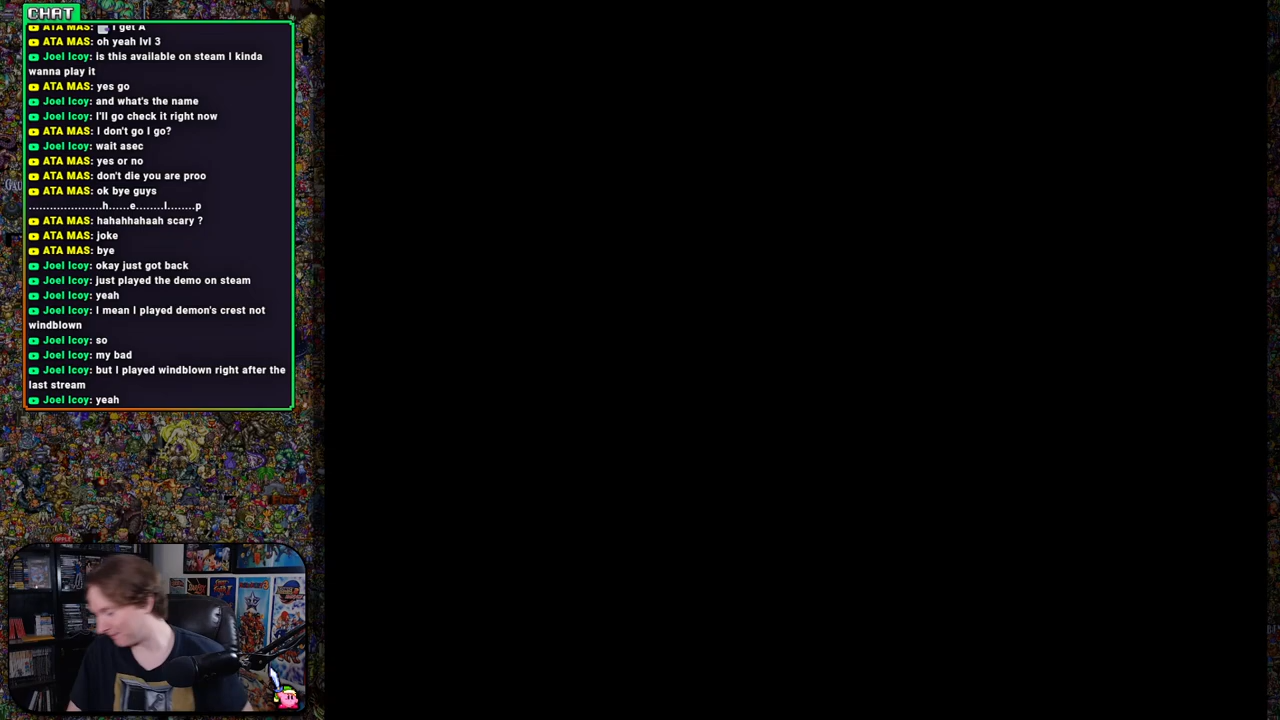 CHAT
ATA MAS: I get A
ATA MAS: oh yeah lvl 3
Joel Icoy: is this available on steam I kinda
wanna play it
ATA MAS: yes go
Joel Icoy: and what's the name
Joel Icoy: I'll go check it right now
ATA MAS: I don't go I go?
Joel Icoy: wait asec
ATA MAS: yes or no
ATA MAS: don't die you are proo
ATA MAS: ok bye guys
.....................h......e........l........p
ATA MAS: hahahhahaah scary ?
ATA MAS: joke
ATA MAS: bye
Joel Icoy: okay just got back
Joel Icoy: just played the demo on steam
Joel Icoy: yeah
Joel Icoy: I mean I played demon's crest not
windblown
Joel Icoy: so
Joel Icoy: my bad
Joel Icoy: but I played windblown right after the
last stream
Joel Icoy: yeah